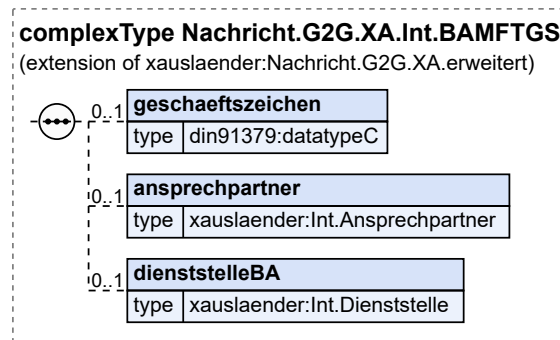 complexType Nachricht.G2G.XA.Int.BAMFTGS
(extension of xauslaender:Nachricht.G2G.XA.erweitert)
0..1 geschaeftszeichen
type din91379:datatypeC
0..1 ansprechpartner
type xauslaender:Int.Ansprechpartner
0..1 dienststelleBA
type xauslaender:Int.Dienststelle